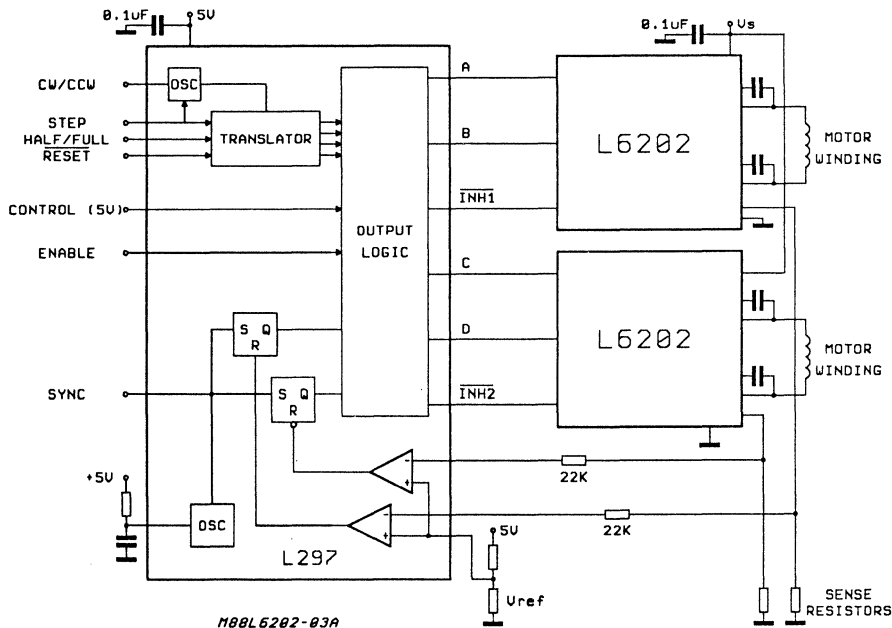 0.1uF
5V
0.1uF
Vs
CW/CCW
OSC
STEP
HALF/FULL
RESET
TRANSLATOR
A
B
INH1
L6202
MOTOR
WINDING
CONTROL (5V)
ENABLE
OUTPUT
LOGIC
C
D
INH2
L6202
MOTOR
WINDING
S Q
R
S Q
R
SYNC
+5V
OSC
-
+
-
+
22K
22K
L297
5V
Vref
SENSE
RESISTORS
M88L6202-03A